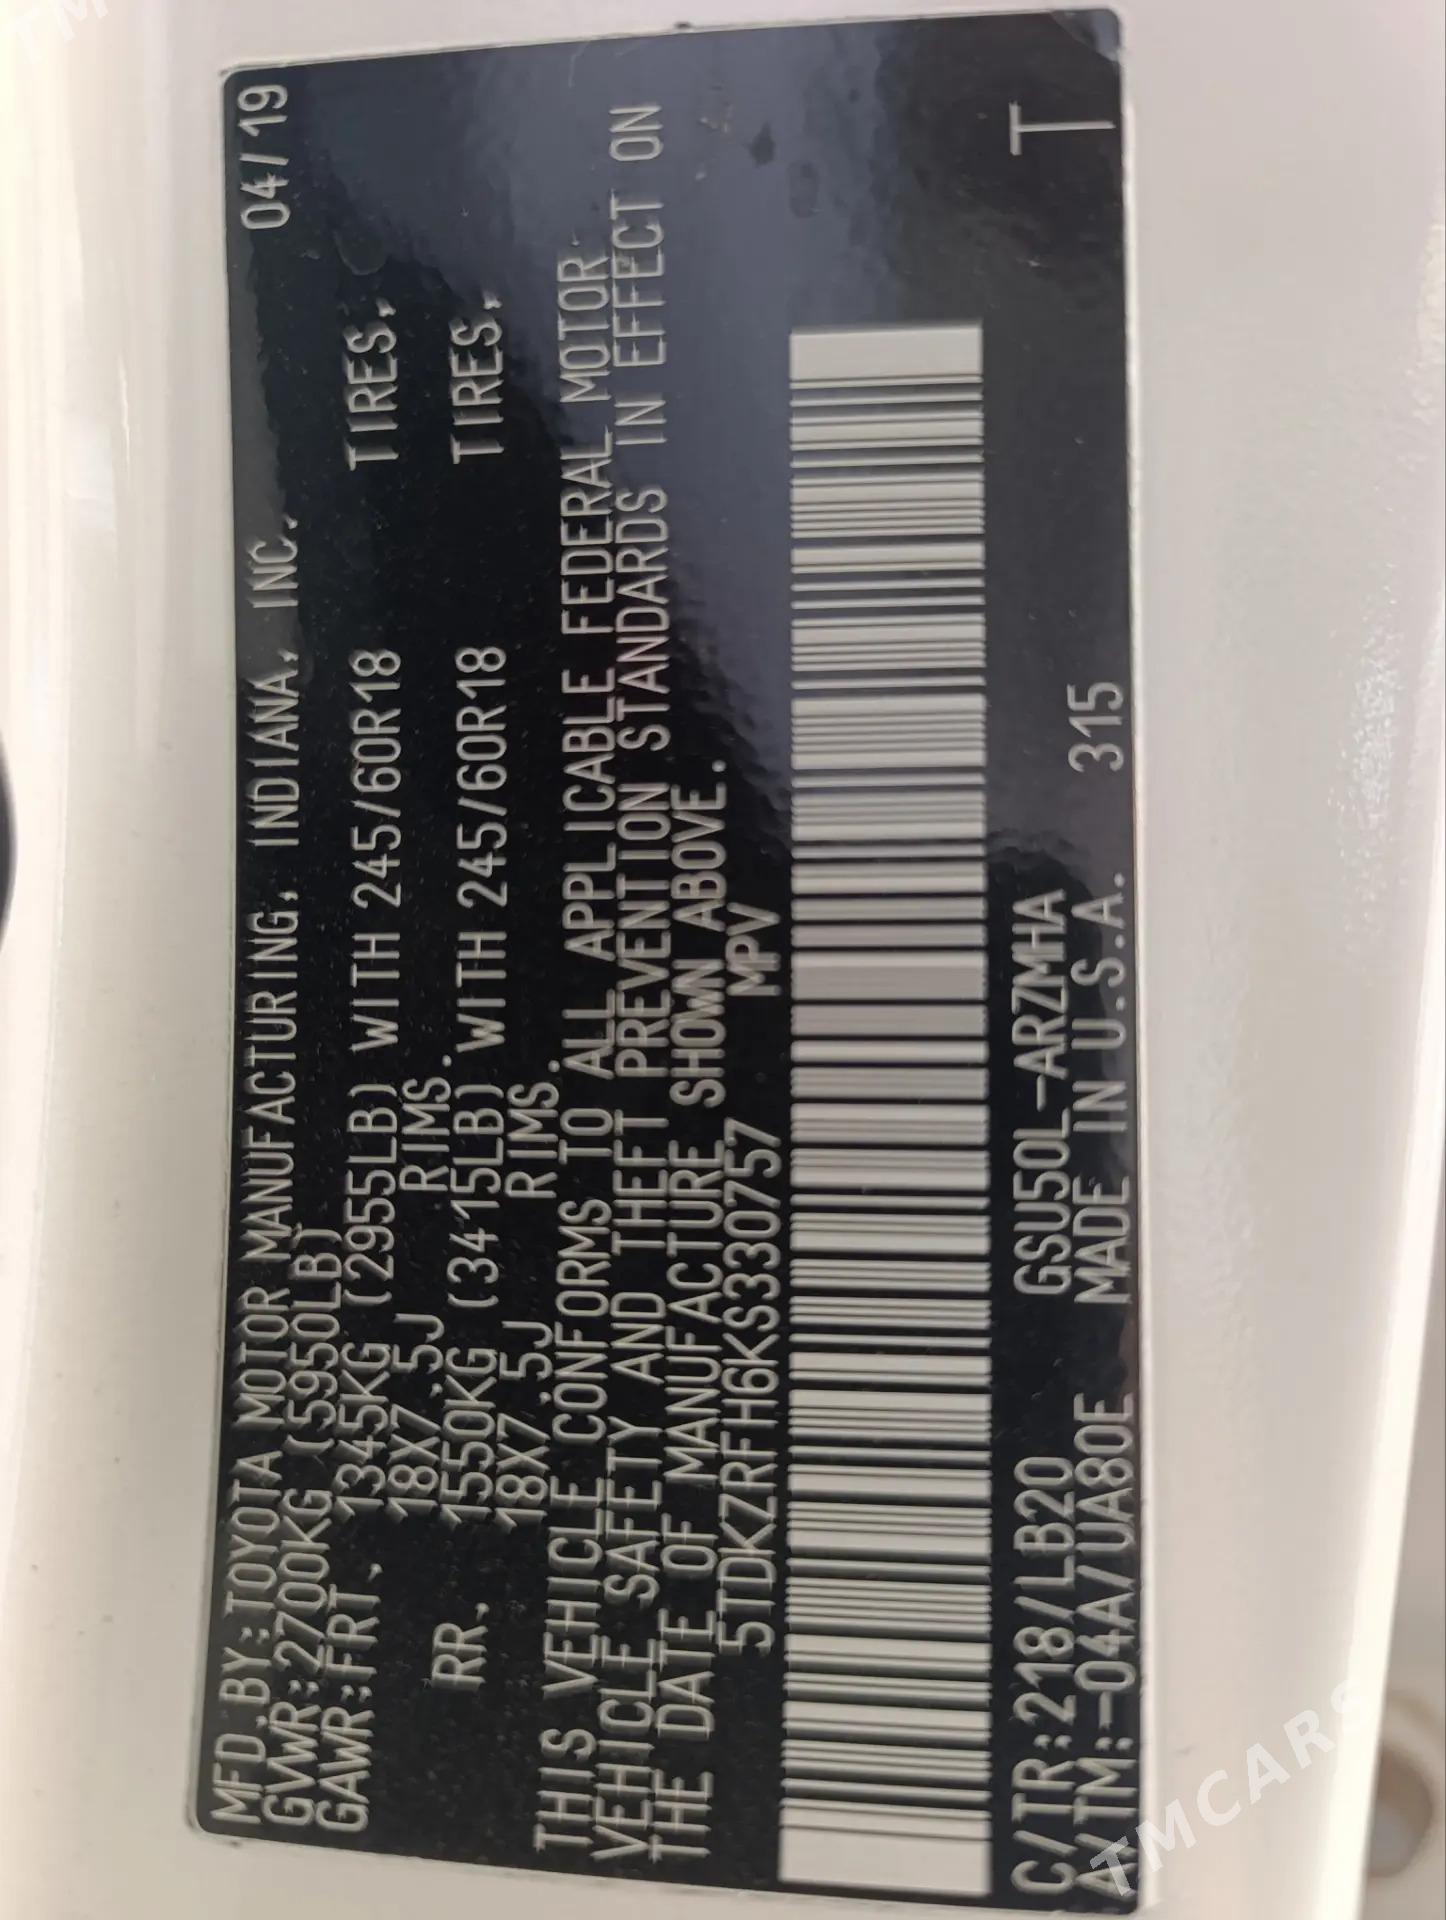 MFD.BY:TOYOTA MOTOR MANUFACTURING, INDIANA, INC. 04/19
GVWR:2700KG (5950LB)
GAWR:FRT. 1345KG (2955LB) WITH 245/60R18 TIRES,
18X7.5J RIMS.
RR. 1550KG (3415LB) WITH 245/60R18 TIRES,
18X7.5J RIMS.
THIS VEHICLE CONFORMS TO ALL APPLICABLE FEDERAL MOTOR
VEHICLE SAFETY AND THEFT PREVENTION STANDARDS IN EFFECT ON
THE DATE OF MANUFACTURE SHOWN ABOVE.
5TDKZRFH6KS330757 MPV
C/TR:218/LB20 GSU50L-ARZMHA T
A/TM:-04A/UA80E MADE IN U.S.A. 315
TMCARS
TM